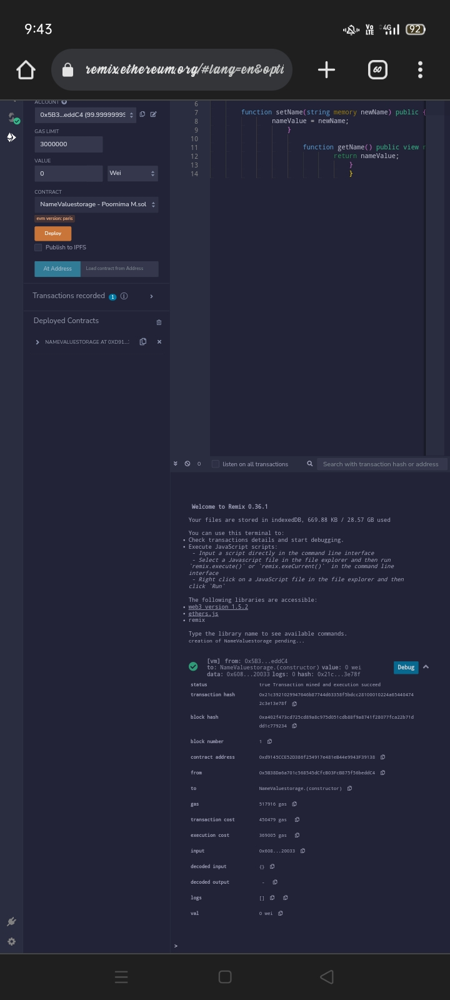 9:43
Vo LTE 4G 92
remix.ethereum.org/#lang=en&opti
60
ACCOUNT
0x5B3...eddC4 (99.9999999
GAS LIMIT
3000000
VALUE
0 Wei
CONTRACT
NameValuestorage - Poornima M.sol
evm version: paris
Deploy
Publish to IPFS
At Address Load contract from Address
Transactions recorded 1 i
Deployed Contracts
NAMEVALUESTORAGE AT 0XD91...
6
7 function setName(string memory newName) public {
8 nameValue = newName;
9 }
10
11 function getName() public view r
12 return nameValue;
13 }
14 }
0 listen on all transactions Search with transaction hash or address
Welcome to Remix 0.36.1
Your files are stored in indexedDB, 669.88 KB / 28.57 GB used
You can use this terminal to:
• Check transactions details and start debugging.
• Execute JavaScript scripts:
- Input a script directly in the command line interface
- Select a Javascript file in the file explorer and then run
`remix.execute()` or `remix.exeCurrent()` in the command line
interface
- Right click on a JavaScript file in the file explorer and then
click `Run`
The following libraries are accessible:
• web3 version 1.5.2
• ethers.js
• remix
Type the library name to see available commands.
creation of NameValuestorage pending...
[vm] from: 0x5B3...eddC4
to: NameValuestorage.(constructor) value: 0 wei
data: 0x608...20033 logs: 0 hash: 0x21c...3e78f
Debug
status true Transaction mined and execution succeed
transaction hash 0x21c3921029947646b87744d63358f5bdcc28100010224a65440474
2c3e13e78f
block hash 0xa402f473cd725cd89a8c975d051cdb88f9a8741f28077fca22b71d
dd1c779234
block number 1
contract address 0xd9145CCE52D386f254917e481eB44e9943F39138
from 0x5B38Da6a701c568545dCfcB03FcB875f56beddC4
to NameValuestorage.(constructor)
gas 517916 gas
transaction cost 450479 gas
execution cost 369005 gas
input 0x608...20033
decoded input {}
decoded output -
logs []
val 0 wei
>